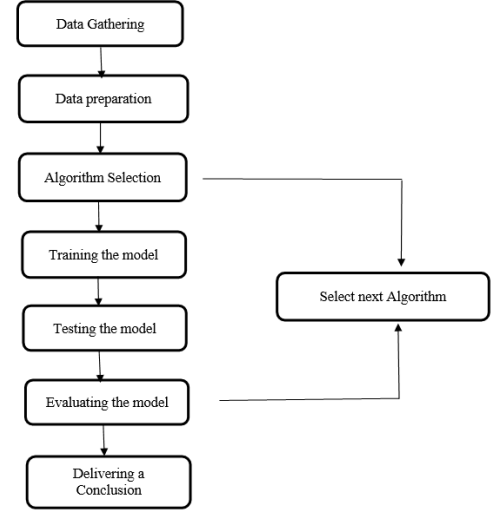 Data Gathering
Data preparation
Algorithm Selection
Training the model
Select next Algorithm
Testing the model
Evaluating the model
Delivering a
Conclusion